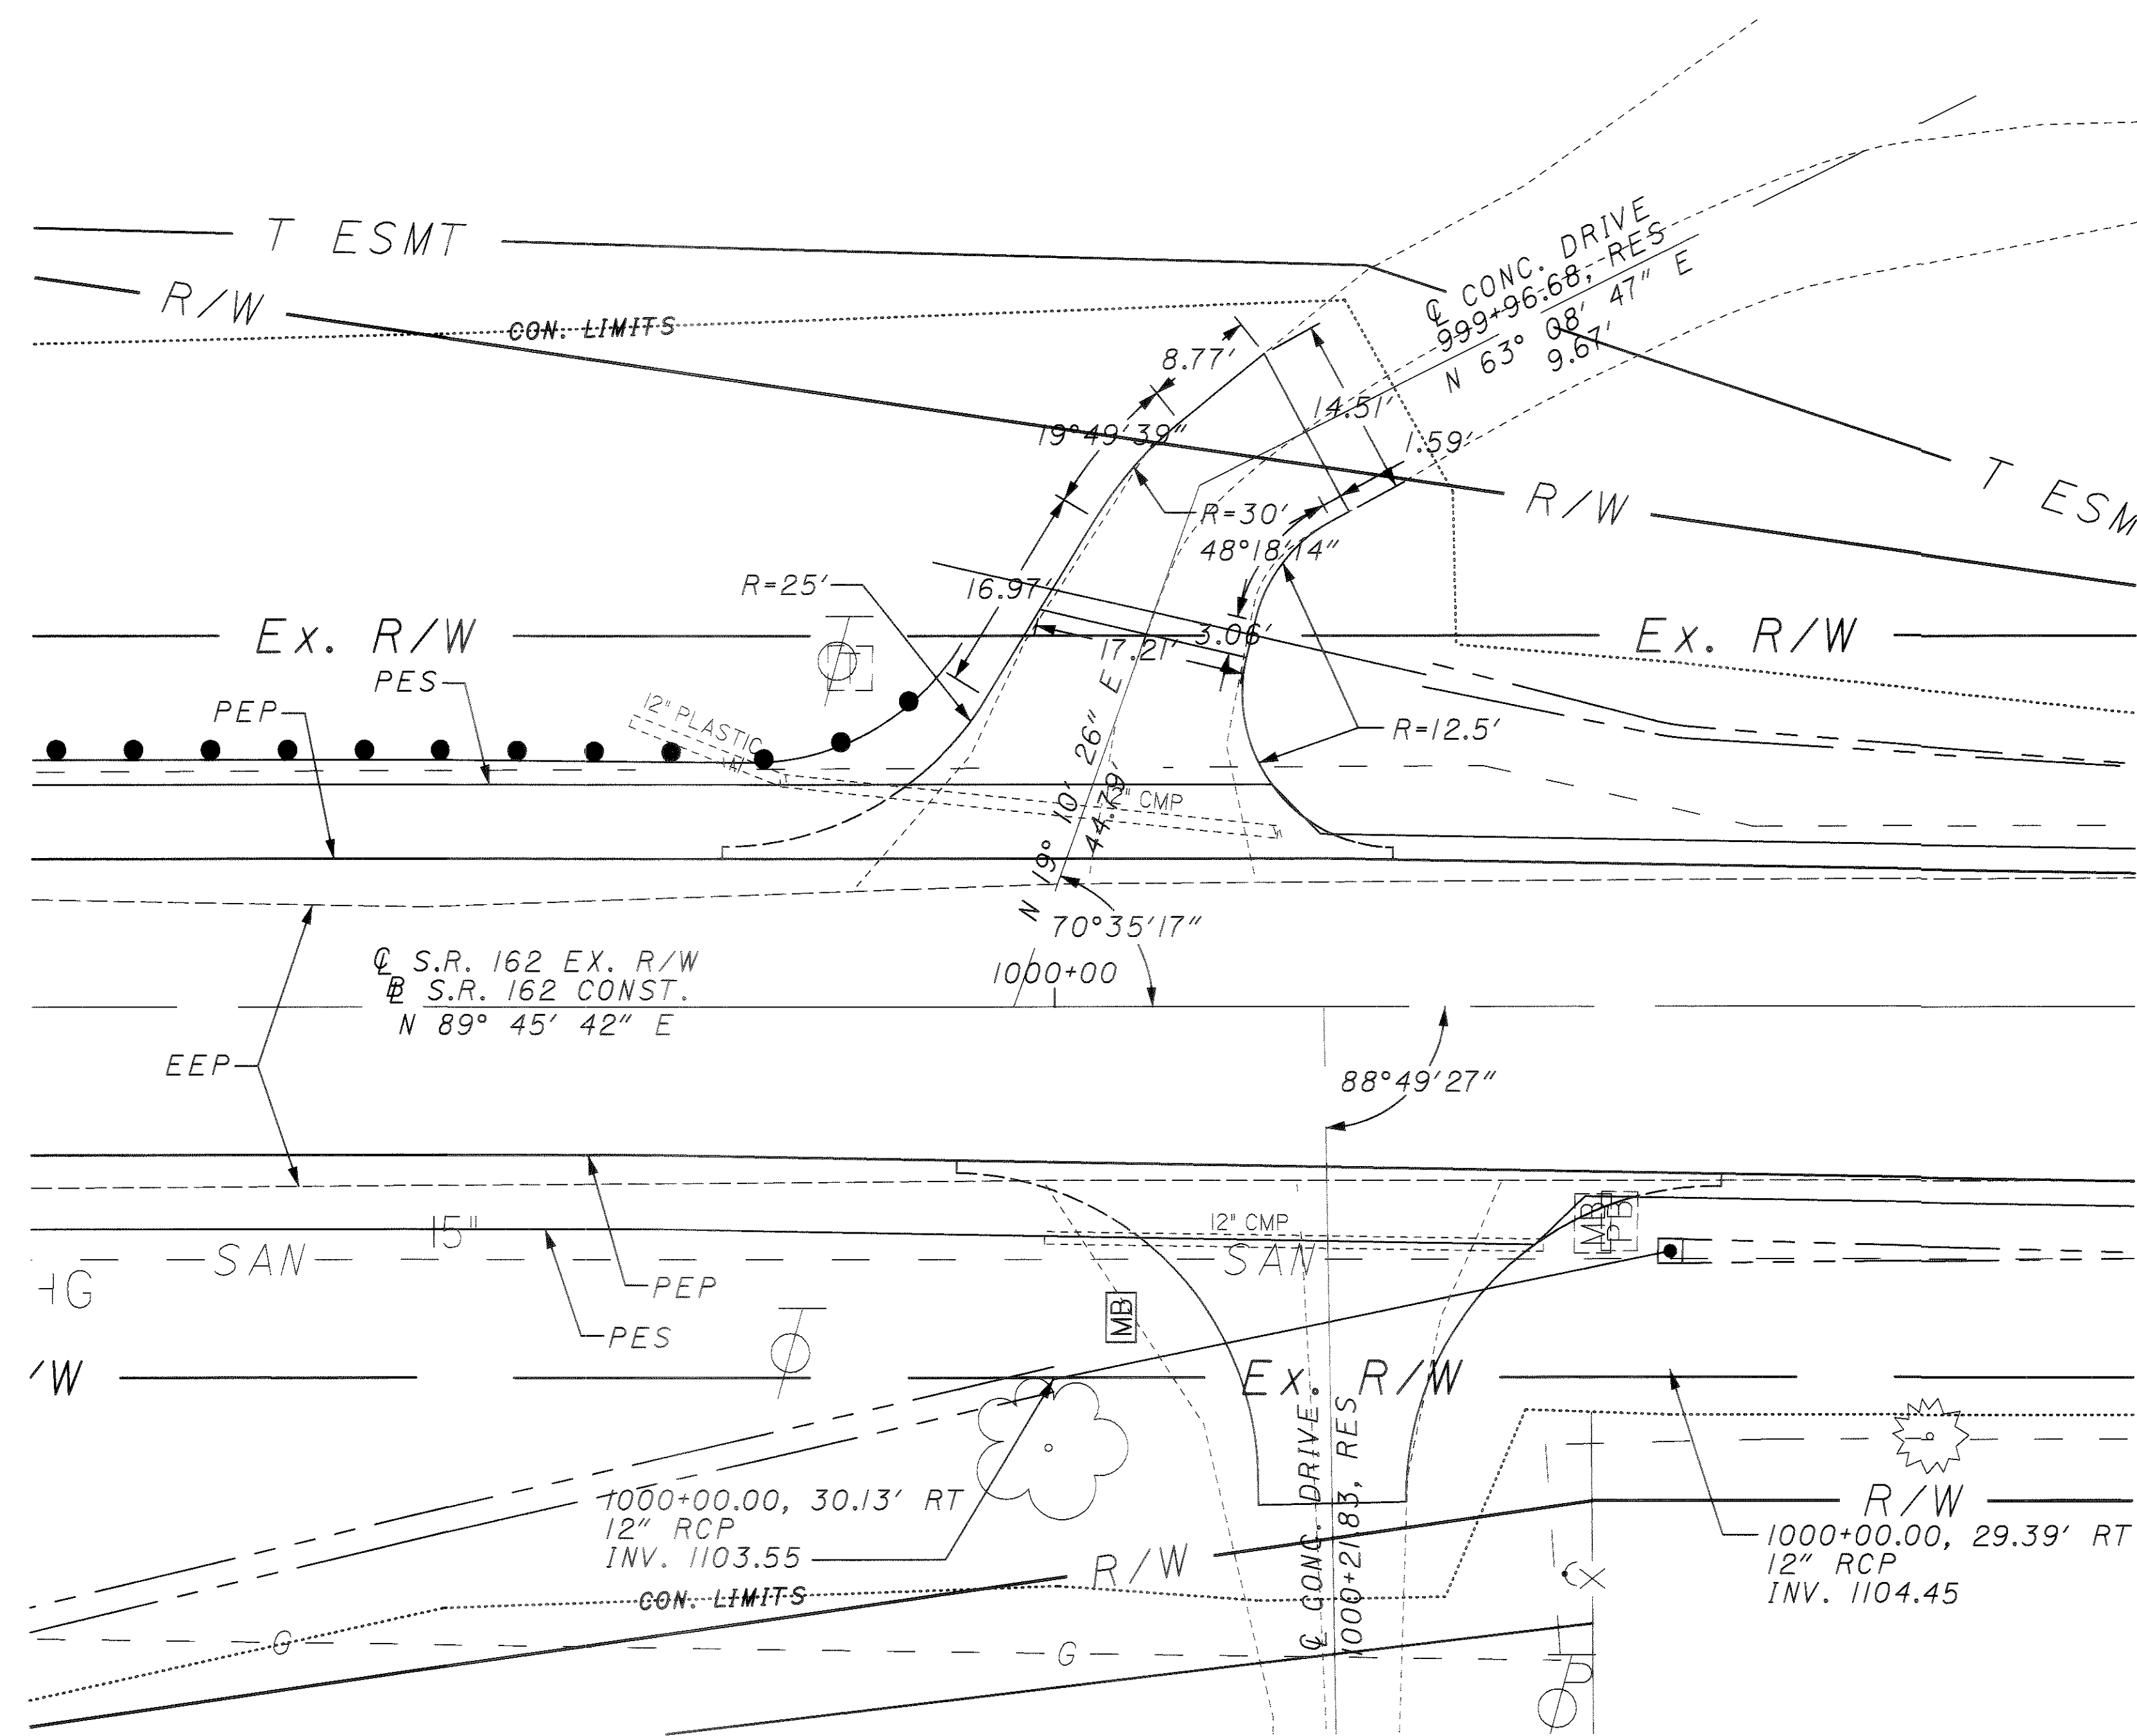 T ESMT
R/W
CON. LIMITS
℄ CONC. DRIVE
999+96.68, RES
N 63° 08' 47" E
9.67'
8.77'
14.51'
1.59'
19°49'39"
R=30'
48°18'14"
R/W
T ESM
R=25'
16.97'
3.06'
17.21'
Ex. R/W
Ex. R/W
PES
PEP
12" PLASTIC
R=12.5'
12" CMP
N 19° 10' 26" E
44.79'
70°35'17"
1000+00
℄ S.R. 162 EX. R/W
BL S.R. 162 CONST.
N 89° 45' 42" E
EEP
88°49'27"
15"
SAN
12" CMP
SAN
MB
PB
HG
PEP
PES
MB
/W
Ex. R/W
℄ CONC. DRIVE
1000+21.83, RES
1000+00.00, 30.13' RT
12" RCP
INV. 1103.55
R/W
R/W
1000+00.00, 29.39' RT
12" RCP
INV. 1104.45
CON. LIMITS
G
G